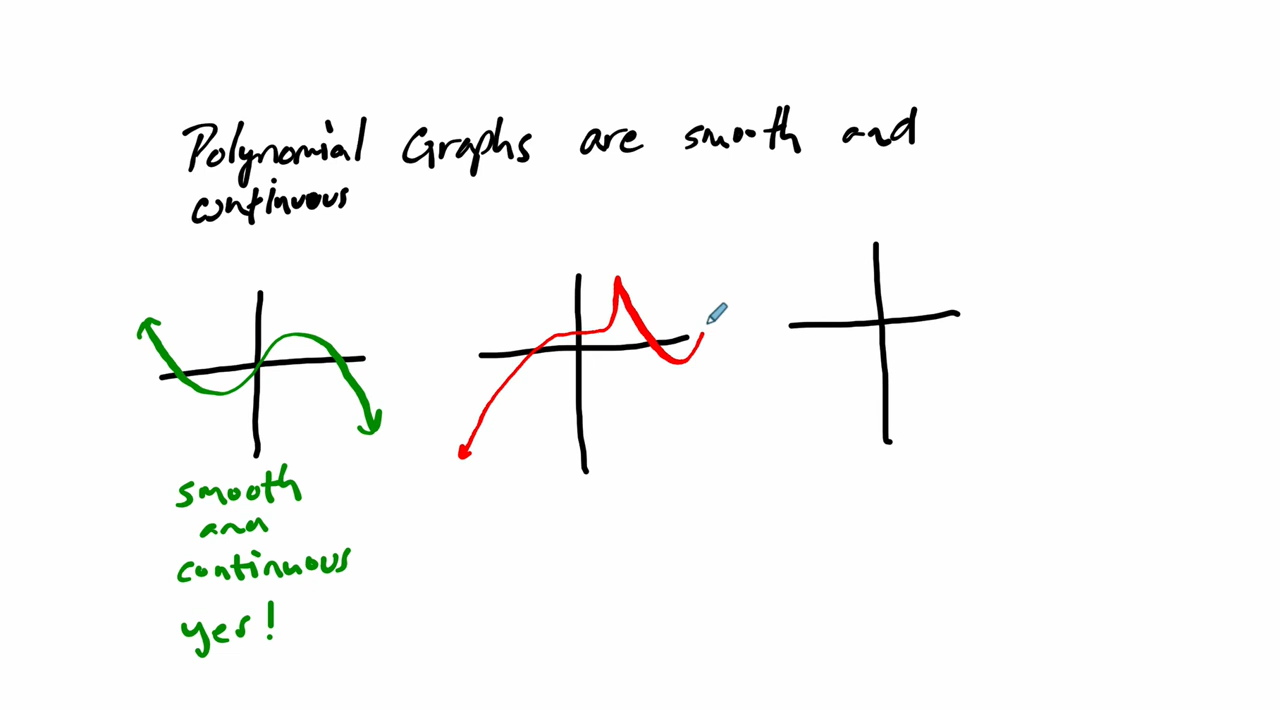 Polynomial Graphs are smooth and
continuous
smooth
and
continuous
yes!